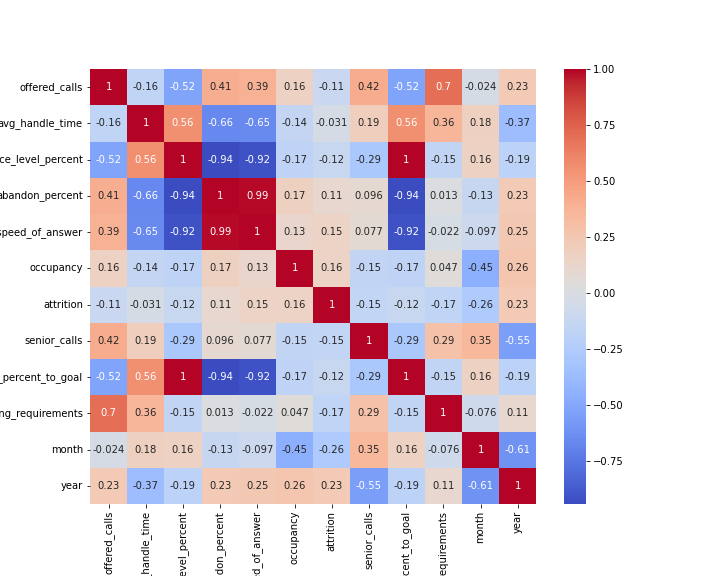 offered_calls 1 -0.16 -0.52 0.41 0.39 0.16 -0.11 0.42 -0.52 0.7 -0.024 0.23
avg_handle_time -0.16 1 0.56 -0.66 -0.65 -0.14 -0.031 0.19 0.56 0.36 0.18 -0.37
ce_level_percent -0.52 0.56 1 -0.94 -0.92 -0.17 -0.12 -0.29 1 -0.15 0.16 -0.19
abandon_percent 0.41 -0.66 -0.94 1 0.99 0.17 0.11 0.096 -0.94 0.013 -0.13 0.23
speed_of_answer 0.39 -0.65 -0.92 0.99 1 0.13 0.15 0.077 -0.92 -0.022 -0.097 0.25
occupancy 0.16 -0.14 -0.17 0.17 0.13 1 0.16 -0.15 -0.17 0.047 -0.45 0.26
attrition -0.11 -0.031 -0.12 0.11 0.15 0.16 1 -0.15 -0.12 -0.17 -0.26 0.23
senior_calls 0.42 0.19 -0.29 0.096 0.077 -0.15 -0.15 1 -0.29 0.29 0.35 -0.55
_percent_to_goal -0.52 0.56 1 -0.94 -0.92 -0.17 -0.12 -0.29 1 -0.15 0.16 -0.19
ng_requirements 0.7 0.36 -0.15 0.013 -0.022 0.047 -0.17 0.29 -0.15 1 -0.076 0.11
month -0.024 0.18 0.16 -0.13 -0.097 -0.45 -0.26 0.35 0.16 -0.076 1 -0.61
year 0.23 -0.37 -0.19 0.23 0.25 0.26 0.23 -0.55 -0.19 0.11 -0.61 1
offered_calls
_handle_time
evel_percent
don_percent
ed_of_answer
occupancy
attrition
senior_calls
cent_to_goal
equirements
month
year
1.00
0.75
0.50
0.25
0.00
-0.25
-0.50
-0.75